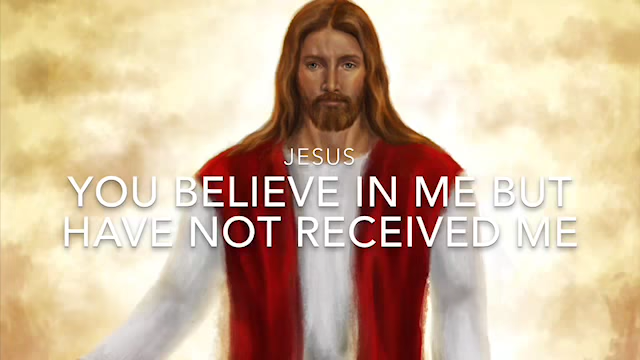 JESUS
YOU BELIEVE IN ME BUT
HAVE NOT RECEIVED ME